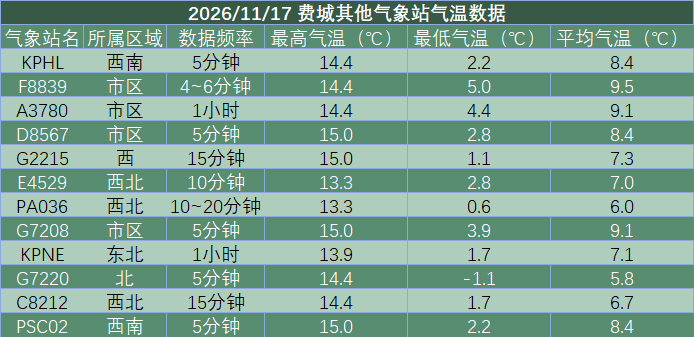 2026/11/17 费城其他气象站气温数据
气象站名 所属区域 数据频率 最高气温（℃） 最低气温（℃） 平均气温（℃）
KPHL 西南 5分钟 14.4 2.2 8.4
F8839 市区 4~6分钟 14.4 5.0 9.5
A3780 市区 1小时 14.4 4.4 9.1
D8567 市区 5分钟 15.0 2.8 8.4
G2215 西 15分钟 15.0 1.1 7.3
E4529 西北 10分钟 13.3 2.8 7.0
PA036 西北 10~20分钟 13.3 0.6 6.0
G7208 市区 5分钟 15.0 3.9 9.1
KPNE 东北 1小时 13.9 1.7 7.1
G7220 北 5分钟 14.4 -1.1 5.8
C8212 西北 15分钟 14.4 1.7 6.7
PSC02 西南 5分钟 15.0 2.2 8.4